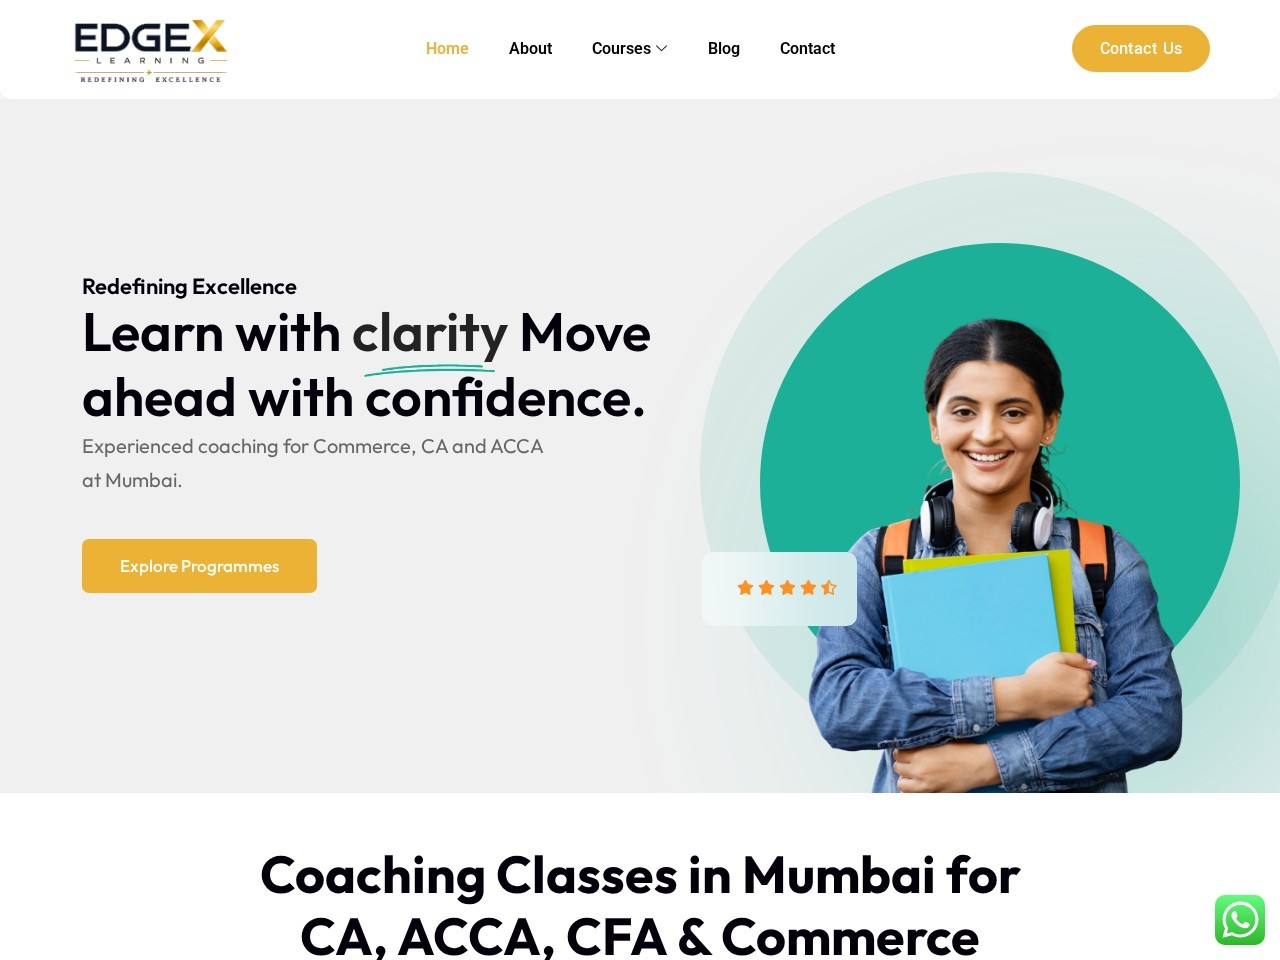 EDGEX
LEARNING
REDEFINING EXCELLENCE
Home
About
Courses
Blog
Contact
Contact Us
Redefining Excellence
Learn with clarity Move
ahead with confidence.
Experienced coaching for Commerce, CA and ACCA
at Mumbai.
Explore Programmes
Coaching Classes in Mumbai for
CA, ACCA, CFA & Commerce